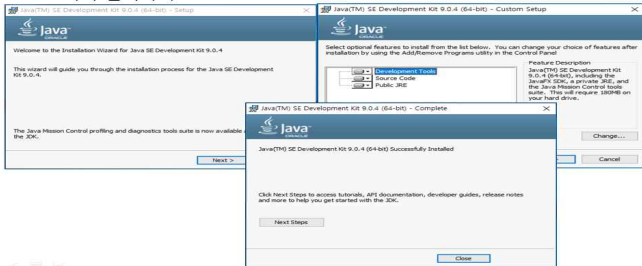 Java(TM) SE Development Kit 9.0.4 (64-bit) - Setup
Java
ORACLE
Welcome to the Installation Wizard for Java SE Development Kit 9.0.4
This wizard will guide you through the installation process for the Java SE Development
Kit 9.0.4.
The Java Mission Control profiling and diagnostics tools suite is now available
the JDK.
Next >
Java(TM) SE Development Kit 9.0.4 (64-bit) - Custom Setup
Java
ORACLE
Select optional features to install from the list below. You can change your choice of features after
installation by using the Add/Remove Programs utility in the Control Panel
Development Tools
Source Code
Public JRE
Feature Description
Java(TM) SE Development Kit
9.0.4 (64-bit), including the
JavaFX SDK, a private JRE, and
the Java Mission Control tools
suite. This will require 180MB on
your hard drive.
Change...
Cancel
Java(TM) SE Development Kit 9.0.4 (64-bit) - Complete
Java
ORACLE
Java(TM) SE Development Kit 9.0.4 (64-bit) Successfully Installed
Click Next Steps to access tutorials, API documentation, developer guides, release notes
and more to help you get started with the JDK.
Next Steps
Close